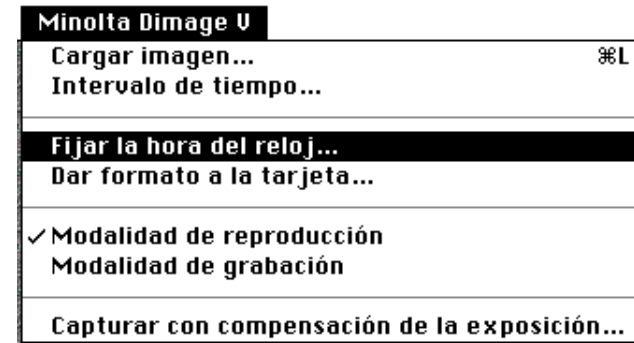 Minolta Dimage V
Cargar imagen... ⌘L
Intervalo de tiempo...
Fijar la hora del reloj...
Dar formato a la tarjeta...
✓ Modalidad de reproducción
Modalidad de grabación
Capturar con compensación de la exposición...